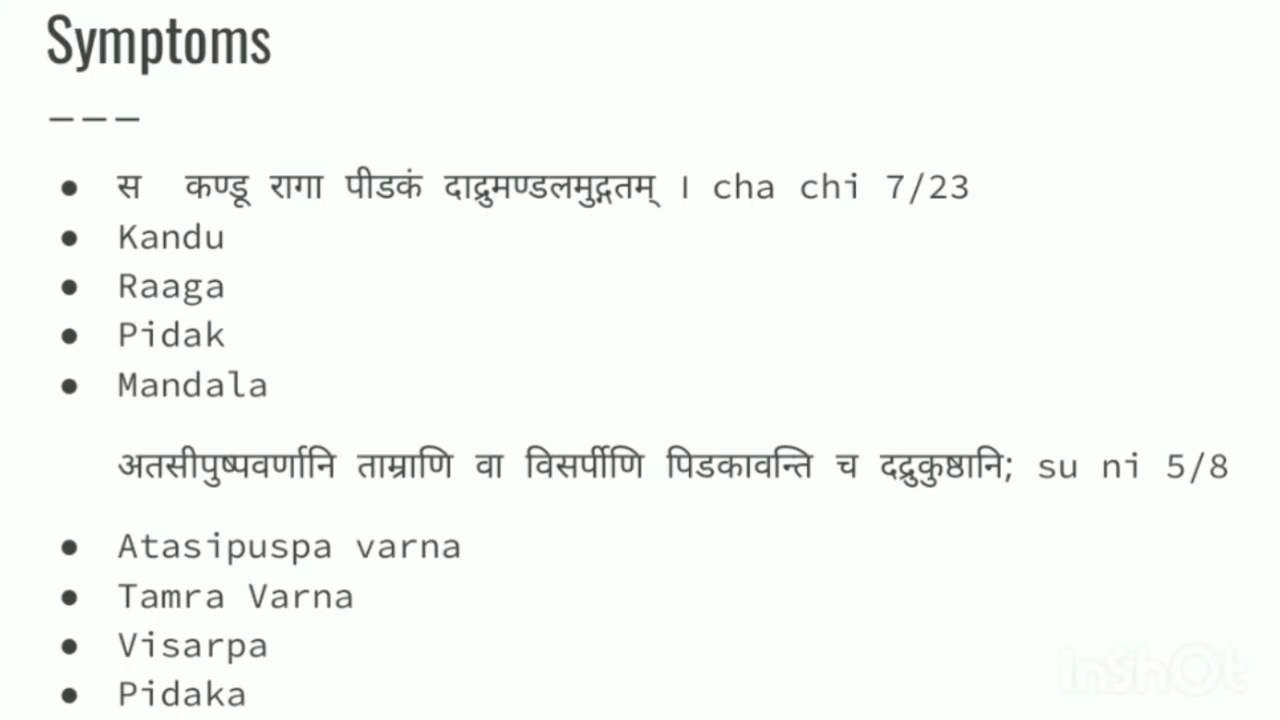 Symptoms
---
● स कण्डू रागा पीडकं दाद्रुमण्डलमुद्गतम् । cha chi 7/23
● Kandu
● Raaga
● Pidak
● Mandala
अतसीपुष्पवर्णानि ताम्राणि वा विसर्पीणि पिडकावन्ति च दद्रुकुष्ठानि; su ni 5/8
● Atasipuspa varna
● Tamra Varna
● Visarpa
● Pidaka
InShOt